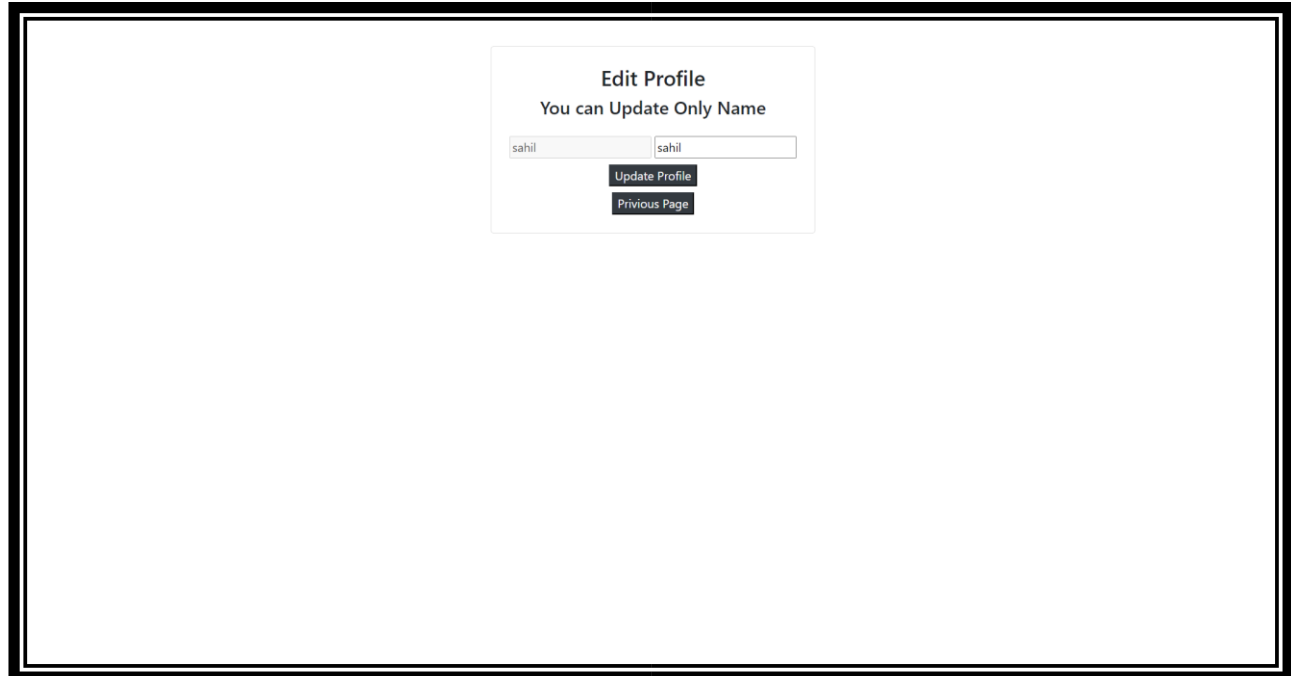 Edit Profile
You can Update Only Name
sahil sahil
Update Profile
Privious Page